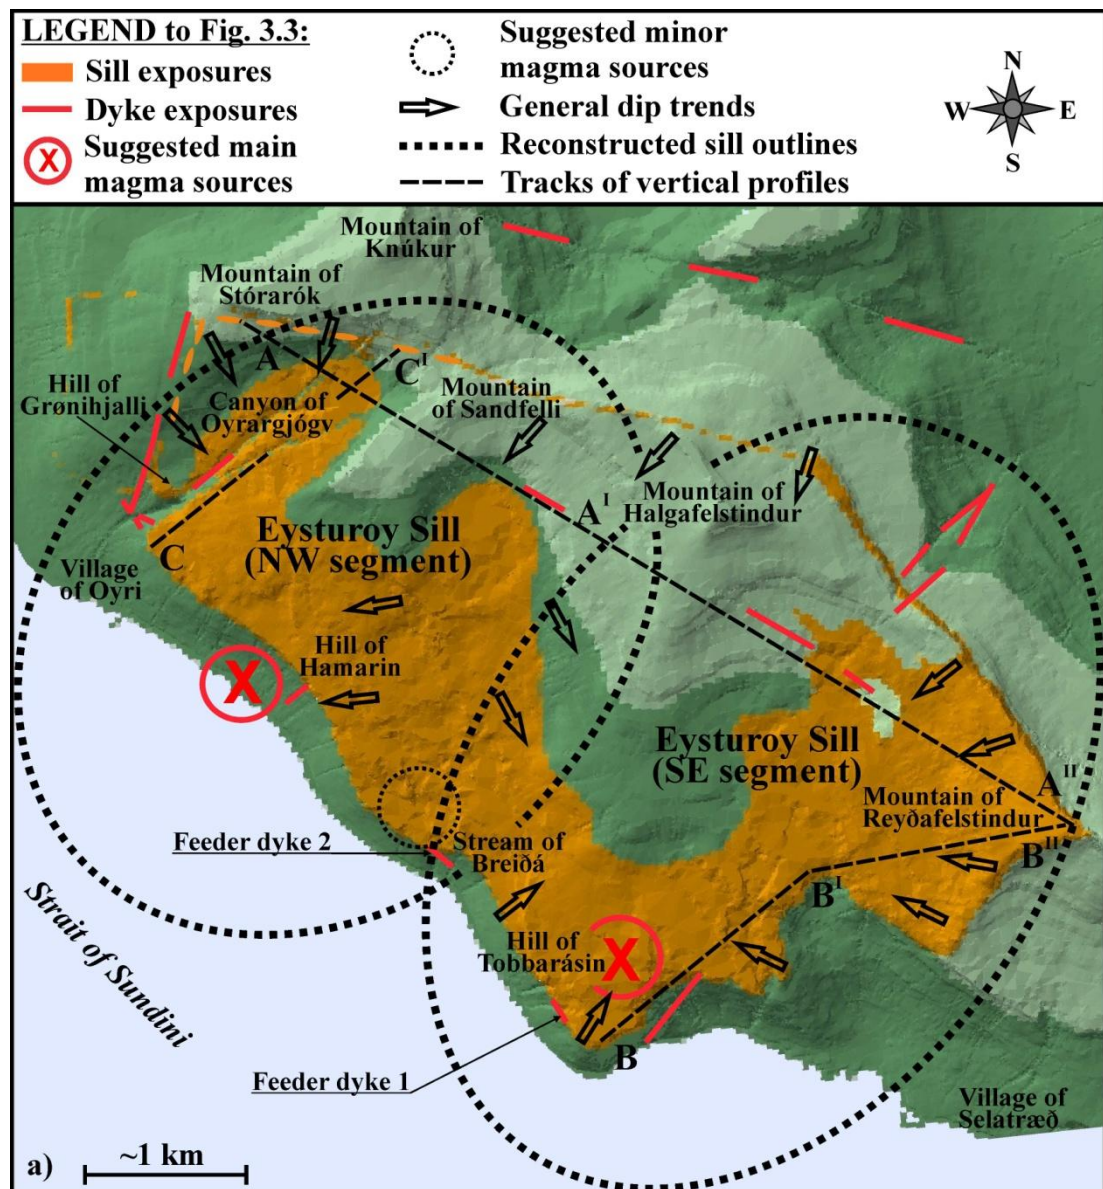 LEGEND to Fig. 3.3:
Sill exposures
Dyke exposures
X
Suggested main
magma sources
Suggested minor
magma sources
General dip trends
Reconstructed sill outlines
Tracks of vertical profiles
N
W
E
S
Mountain of
Knúkur
Mountain of
Stórarók
A
C^I
Hill of
Grønihjalli
Canyon of
Oyrargjógv
Mountain
of Sandfelli
Mountain of
Halgafelstindur
A^I
Eysturoy Sill
(NW segment)
C
Village
of Oyri
Hill of
Hamarin
X
Eysturoy Sill
(SE segment)
A^II
Mountain of
Reyðafelstindur
B^II
Feeder dyke 2
Stream of
Breiðá
B^I
Strait of Sundini
Hill of
Tobbarásin
X
B
Feeder dyke 1
Village of
Selatræð
a)
~1 km